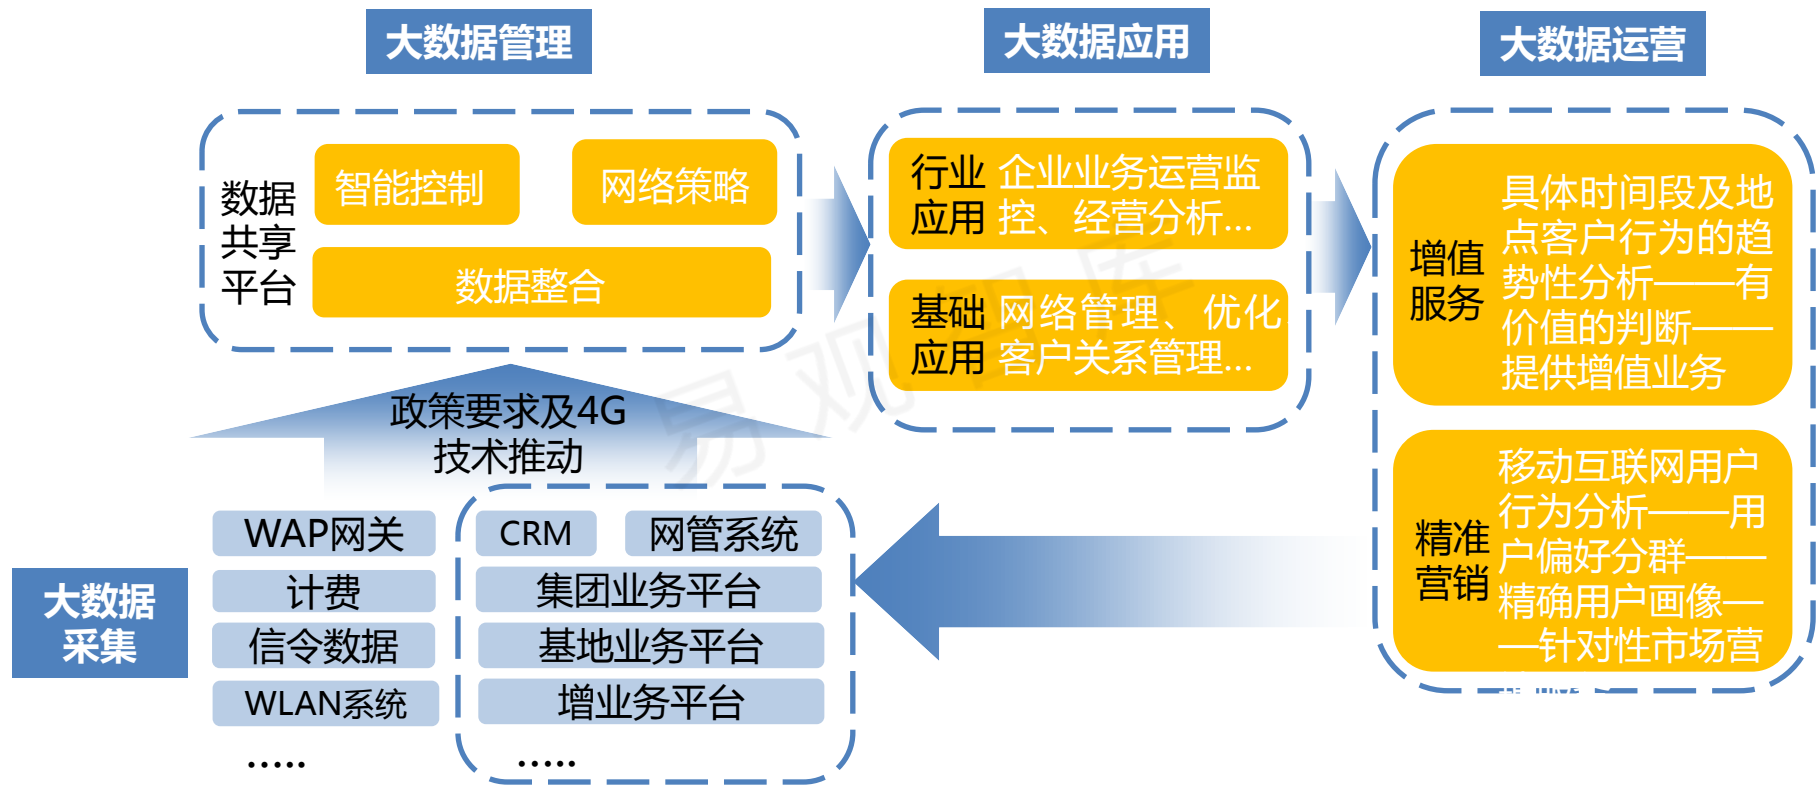 大数据管理
大数据应用
大数据运营
数据
共享
平台
智能控制
网络策略
数据整合
行业
应用
企业业务运营监
控、经营分析...
基础
应用
网络管理、优化
客户关系管理...
增值
服务
具体时间段及地
点客户行为的趋
势性分析——有
价值的判断——
提供增值业务
精准
营销
移动互联网用户
行为分析——用
户偏好分群——
精确用户画像—
—针对性市场营
政策要求及4G
技术推动
大数据
采集
WAP网关
计费
信令数据
WLAN系统
.....
CRM
网管系统
集团业务平台
基地业务平台
增业务平台
.....
易观智库